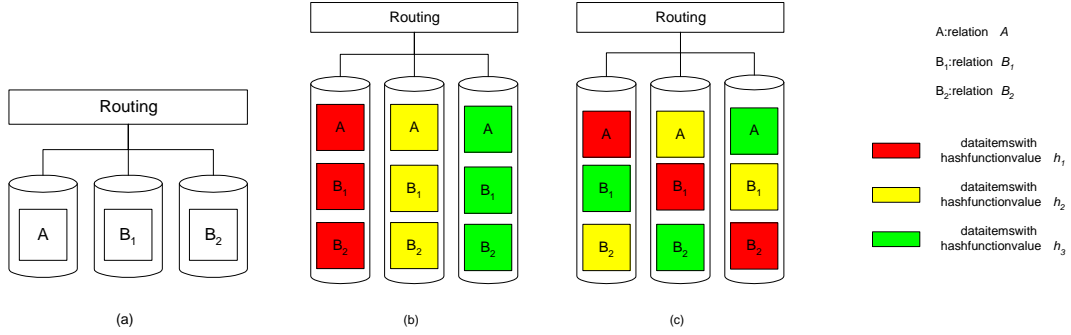 Routing
A
B1
B2
(a)
Routing
A
A
A
B1
B1
B1
B2
B2
B2
(b)
Routing
A
A
A
B1
B1
B1
B2
B2
B2
(c)
A:relation A
B1:relation B1
B2:relation B2
dataitemswith
hashfunctionvalue h1
dataitemswith
hashfunctionvalue h2
dataitemswith
hashfunctionvalue h3